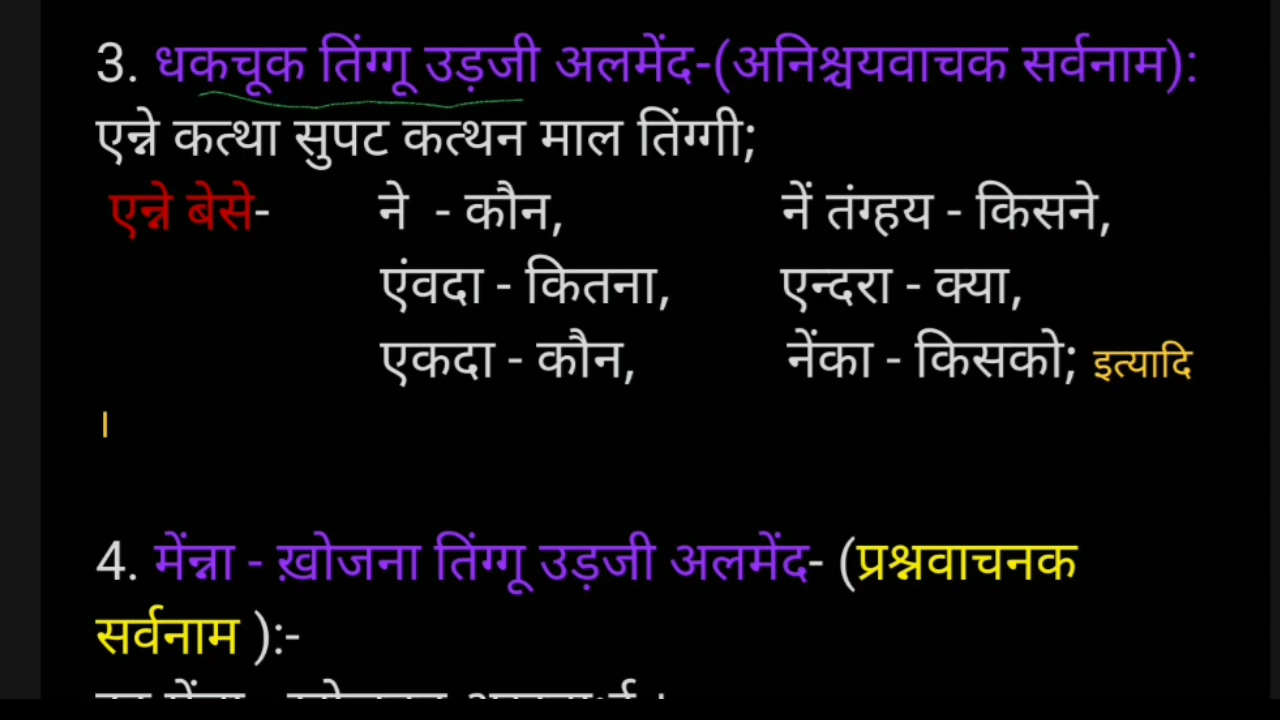 3. धकचूक तिंग्गू उड़जी अलमेंद-(अनिश्चयवाचक सर्वनाम):
एन्ने कत्था सुपट कत्थन माल तिंग्गी;
एन्ने बेसे- ने - कौन, नें तंग्हय - किसने,
एंवदा - कितना, एन्दरा - क्या,
एकदा - कौन, नेंका - किसको; इत्यादि
।
4. मेंन्ना - ख़ोजना तिंग्गू उड़जी अलमेंद- (प्रश्नवाचनक
सर्वनाम ):-